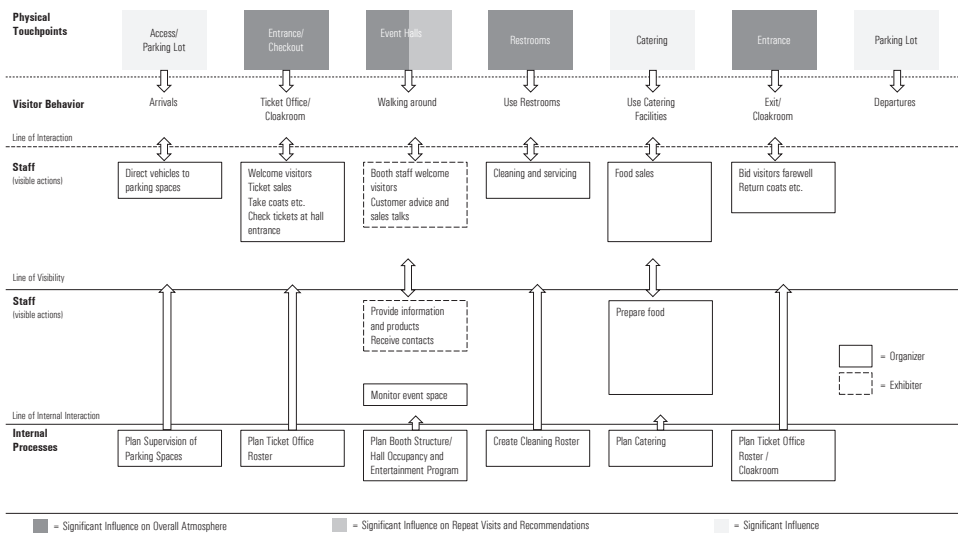 Physical
Touchpoints
Access/
Parking Lot
Entrance/
Checkout
Event Halls
Restrooms
Catering
Entrance
Parking Lot
Visitor Behavior
Arrivals
Ticket Office/
Cloakroom
Walking around
Use Restrooms
Use Catering
Facilities
Exit/
Cloakroom
Departures
Line of Interaction
Staff
(visible actions)
Direct vehicles to
parking spaces
Welcome visitors
Ticket sales
Take coats etc.
Check tickets at hall
entrance
Booth staff welcome
visitors
Customer advice and
sales talks
Cleaning and servicing
Food sales
Bid visitors farewell
Return coats etc.
Line of Visibility
Staff
(visible actions)
Provide information
and products
Receive contacts
Monitor event space
Prepare food
= Organizer
= Exhibiter
Line of Internal Interaction
Internal
Processes
Plan Supervision of
Parking Spaces
Plan Ticket Office
Roster
Plan Booth Structure/
Hall Occupancy and
Entertainment Program
Create Cleaning Roster
Plan Catering
Plan Ticket Office
Roster /
Cloakroom
= Significant Influence on Overall Atmosphere
= Significant Influence on Repeat Visits and Recommendations
= Significant Influence